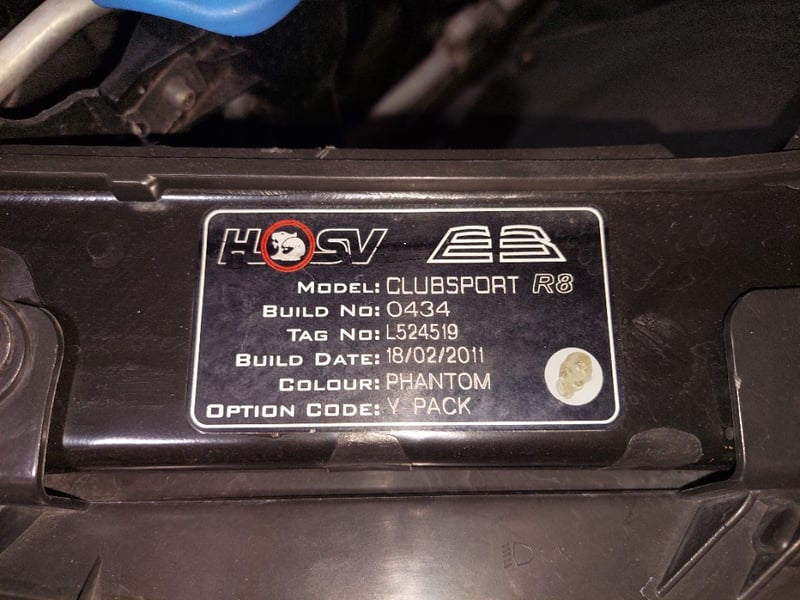 HSV E3
MODEL: CLUBSPORT R8
BUILD NO: 0434
TAG NO: L524519
BUILD DATE: 18/02/2011
COLOUR: PHANTOM
OPTION CODE: Y PACK